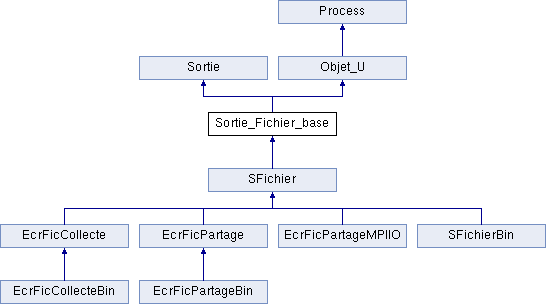 Process
Sortie
Objet_U
Sortie_Fichier_base
SFichier
EcrFicCollecte
EcrFicPartage
EcrFicPartageMPIIO
SFichierBin
EcrFicCollecteBin
EcrFicPartageBin